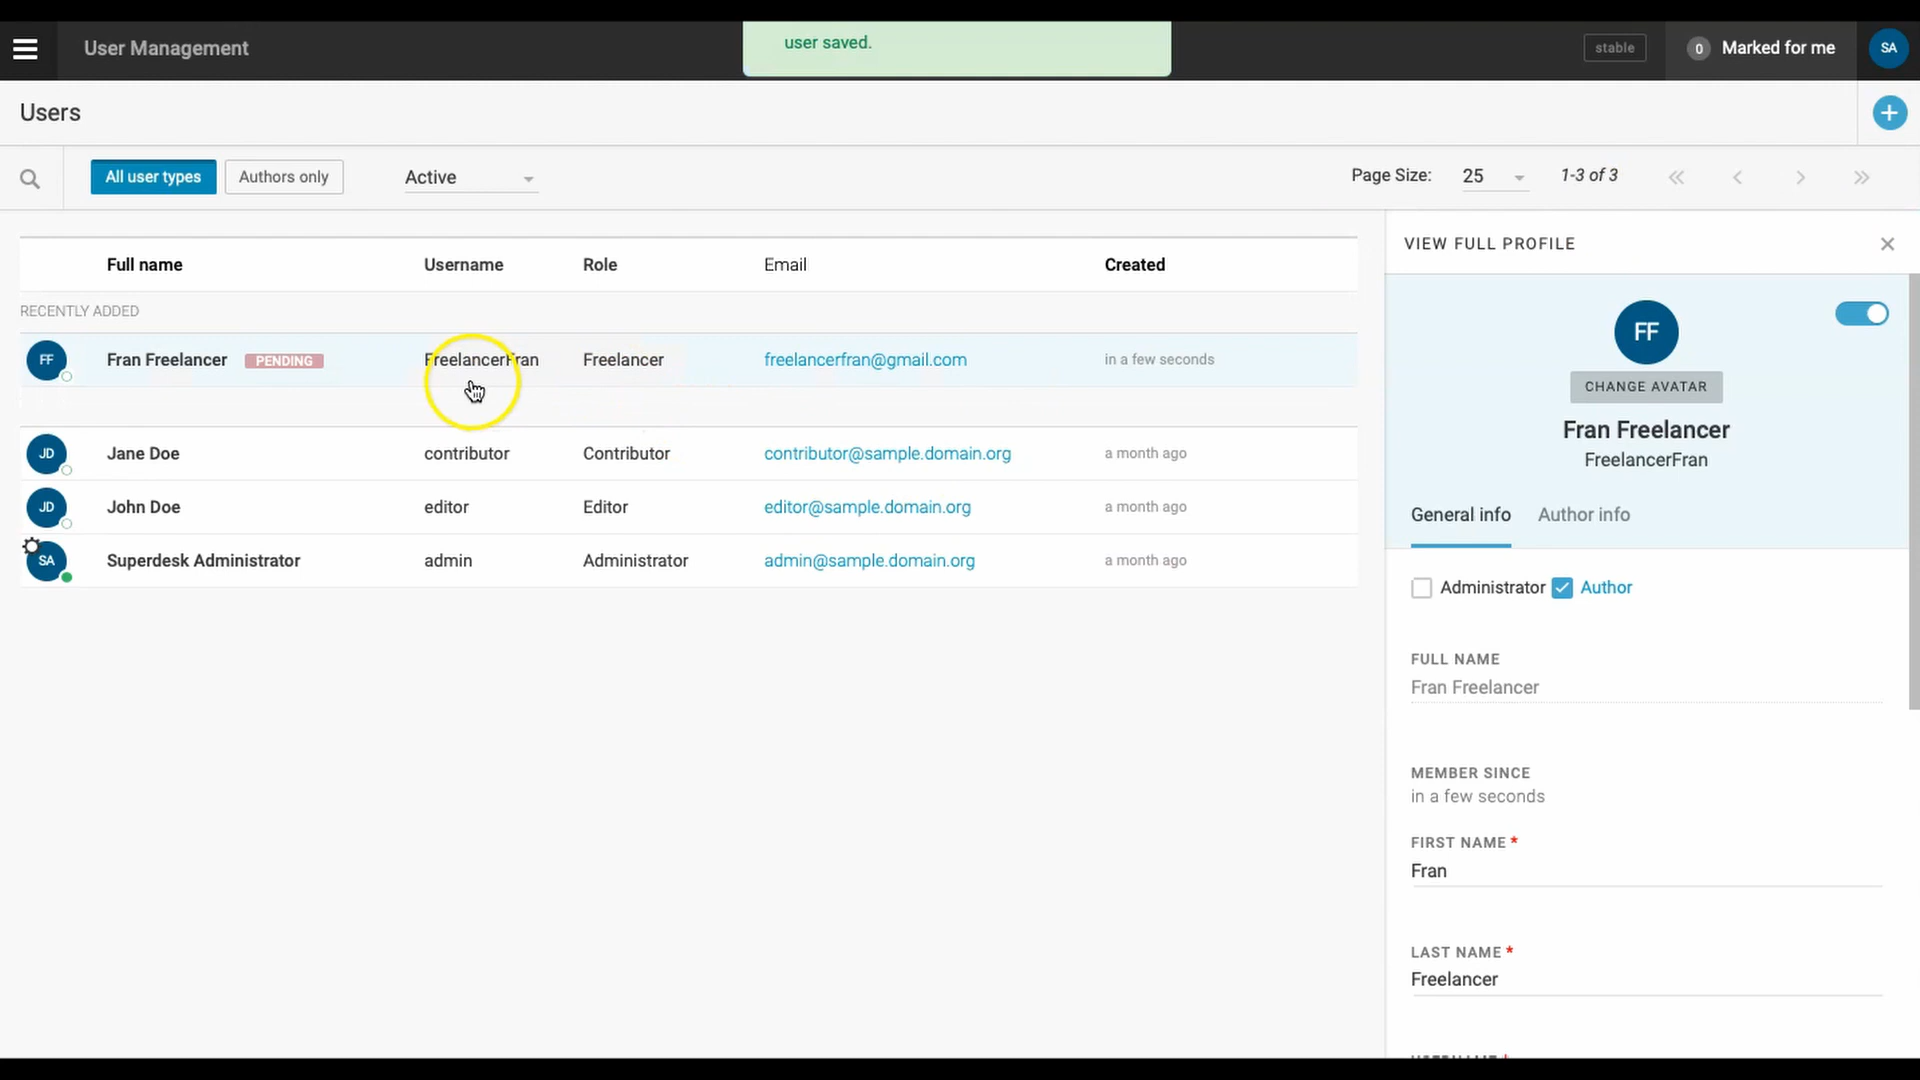 User Management
user saved.
stable
0 Marked for me
SA
Users
All user types
Authors only
Active
Page Size: 25
1-3 of 3
Full name Username Role Email Created
RECENTLY ADDED
FF Fran Freelancer PENDING FreelancerFran Freelancer freelancerfran@gmail.com in a few seconds
JD Jane Doe contributor Contributor contributor@sample.domain.org a month ago
JD John Doe editor Editor editor@sample.domain.org a month ago
SA Superdesk Administrator admin Administrator admin@sample.domain.org a month ago
VIEW FULL PROFILE
FF
CHANGE AVATAR
Fran Freelancer
FreelancerFran
General info Author info
Administrator Author
FULL NAME
Fran Freelancer
MEMBER SINCE
in a few seconds
FIRST NAME *
Fran
LAST NAME *
Freelancer